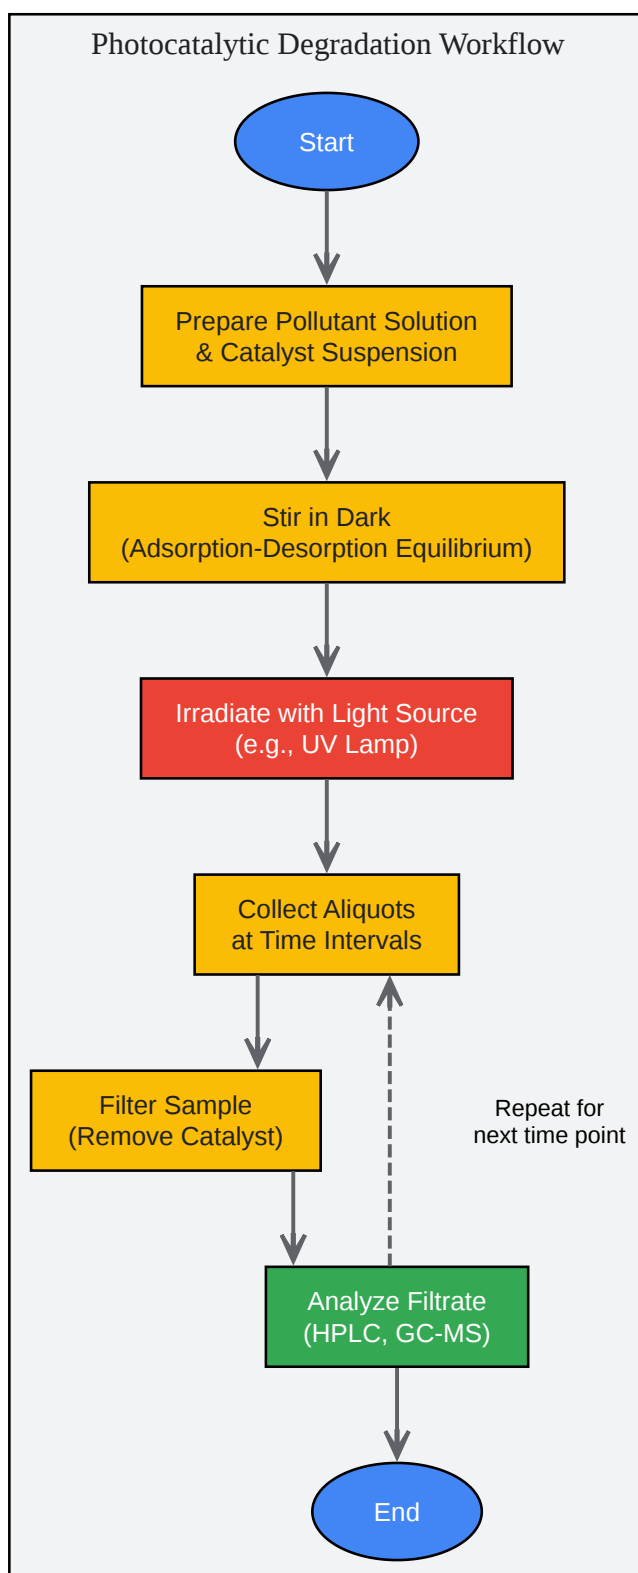 Photocatalytic Degradation Workflow
Start
Prepare Pollutant Solution
& Catalyst Suspension
Stir in Dark
(Adsorption-Desorption Equilibrium)
Irradiate with Light Source
(e.g., UV Lamp)
Collect Aliquots
at Time Intervals
Filter Sample
(Remove Catalyst)
Repeat for
next time point
Analyze Filtrate
(HPLC, GC-MS)
End